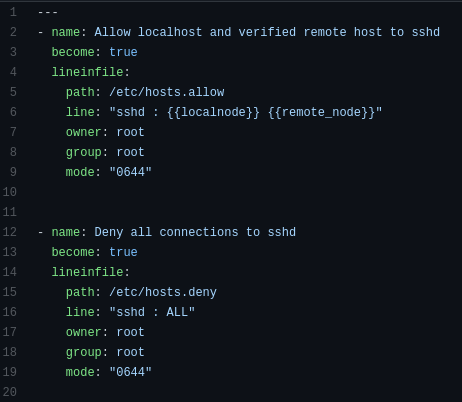 1 ---
2 - name: Allow localhost and verified remote host to sshd
3   become: true
4   lineinfile:
5     path: /etc/hosts.allow
6     line: "sshd : {{localnode}} {{remote_node}}"
7     owner: root
8     group: root
9     mode: "0644"
10
11
12 - name: Deny all connections to sshd
13   become: true
14   lineinfile:
15     path: /etc/hosts.deny
16     line: "sshd : ALL"
17     owner: root
18     group: root
19     mode: "0644"
20